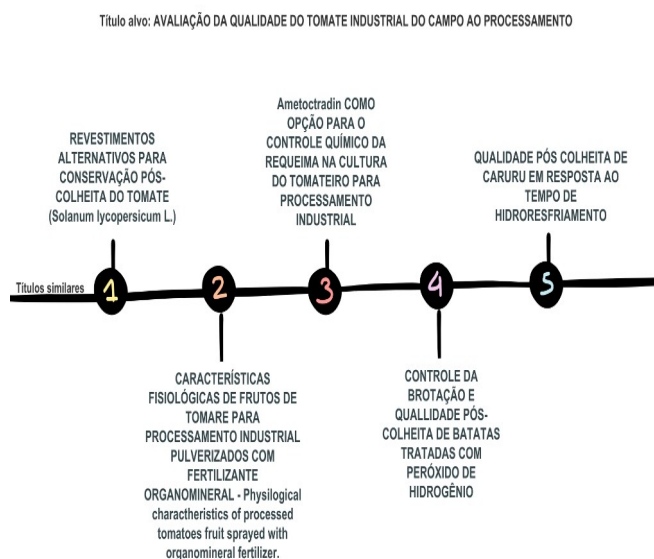 Título alvo: AVALIAÇÃO DA QUALIDADE DO TOMATE INDUSTRIAL DO CAMPO AO PROCESSAMENTO
REVESTIMENTOS
ALTERNATIVOS PARA
CONSERVAÇÃO PÓS-
COLHEITA DO TOMATE
(Solanum lycopersicum L.)
Ametoctradin COMO
OPÇÃO PARA O
CONTROLE QUÍMICO DA
REQUEIMA NA CULTURA
DO TOMATEIRO PARA
PROCESSAMENTO
INDUSTRIAL
QUALIDADE PÓS COLHEITA DE
CARURU EM RESPOSTA AO
TEMPO DE
HIDRORESFRIAMENTO
Títulos similares
1
2
3
4
5
CARACTERÍSTICAS
FISIOLÓGICAS DE FRUTOS DE
TOMARE PARA
PROCESSAMENTO INDUSTRIAL
PULVERIZADOS COM
FERTILIZANTE
ORGANOMINERAL - Physilogical
characteristics of processed
tomatoes fruit sprayed with
organomineral fertilizer.
CONTROLE DA
BROTAÇÃO E
QUALLIDADE PÓS-
COLHEITA DE BATATAS
TRATADAS COM
PERÓXIDO DE
HIDROGÊNIO